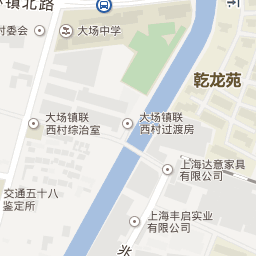 镇北路
大场中学
村委会
乾龙苑
大场镇联
西村综治室
大场镇联
西村过渡房
上海达意家具
有限公司
交通五十八
鉴定所
上海丰启实业
有限公司